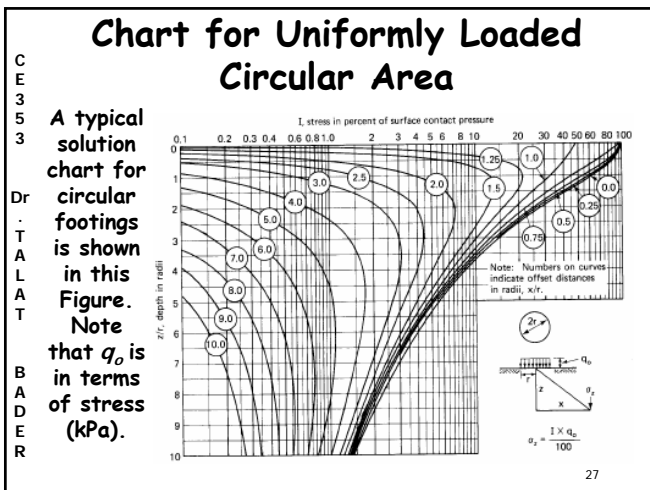 Chart for Uniformly Loaded
Circular Area
C
E
3
5
3
Dr
.
T
A
L
A
T
B
A
D
E
R
A typical
solution
chart for
circular
footings
is shown
in this
Figure.
Note
that qo is
in terms
of stress
(kPa).
I, stress in percent of surface contact pressure
0.1 0.2 0.3 0.4 0.6 0.8 1.0 2 3 4 5 6 8 10 20 30 40 50 60 80 100
z/r, depth in radii
0
1
2
3
4
5
6
7
8
9
10
1.25 1.0
3.0 2.5 2.0 1.5 0.0
4.0 0.25
5.0 0.5
6.0 0.75
7.0
8.0
9.0
10.0
Note: Numbers on curves
indicate offset distances
in radii, x/r.
2r
qo
r
z
x
σz
σz = I X qo
100
27